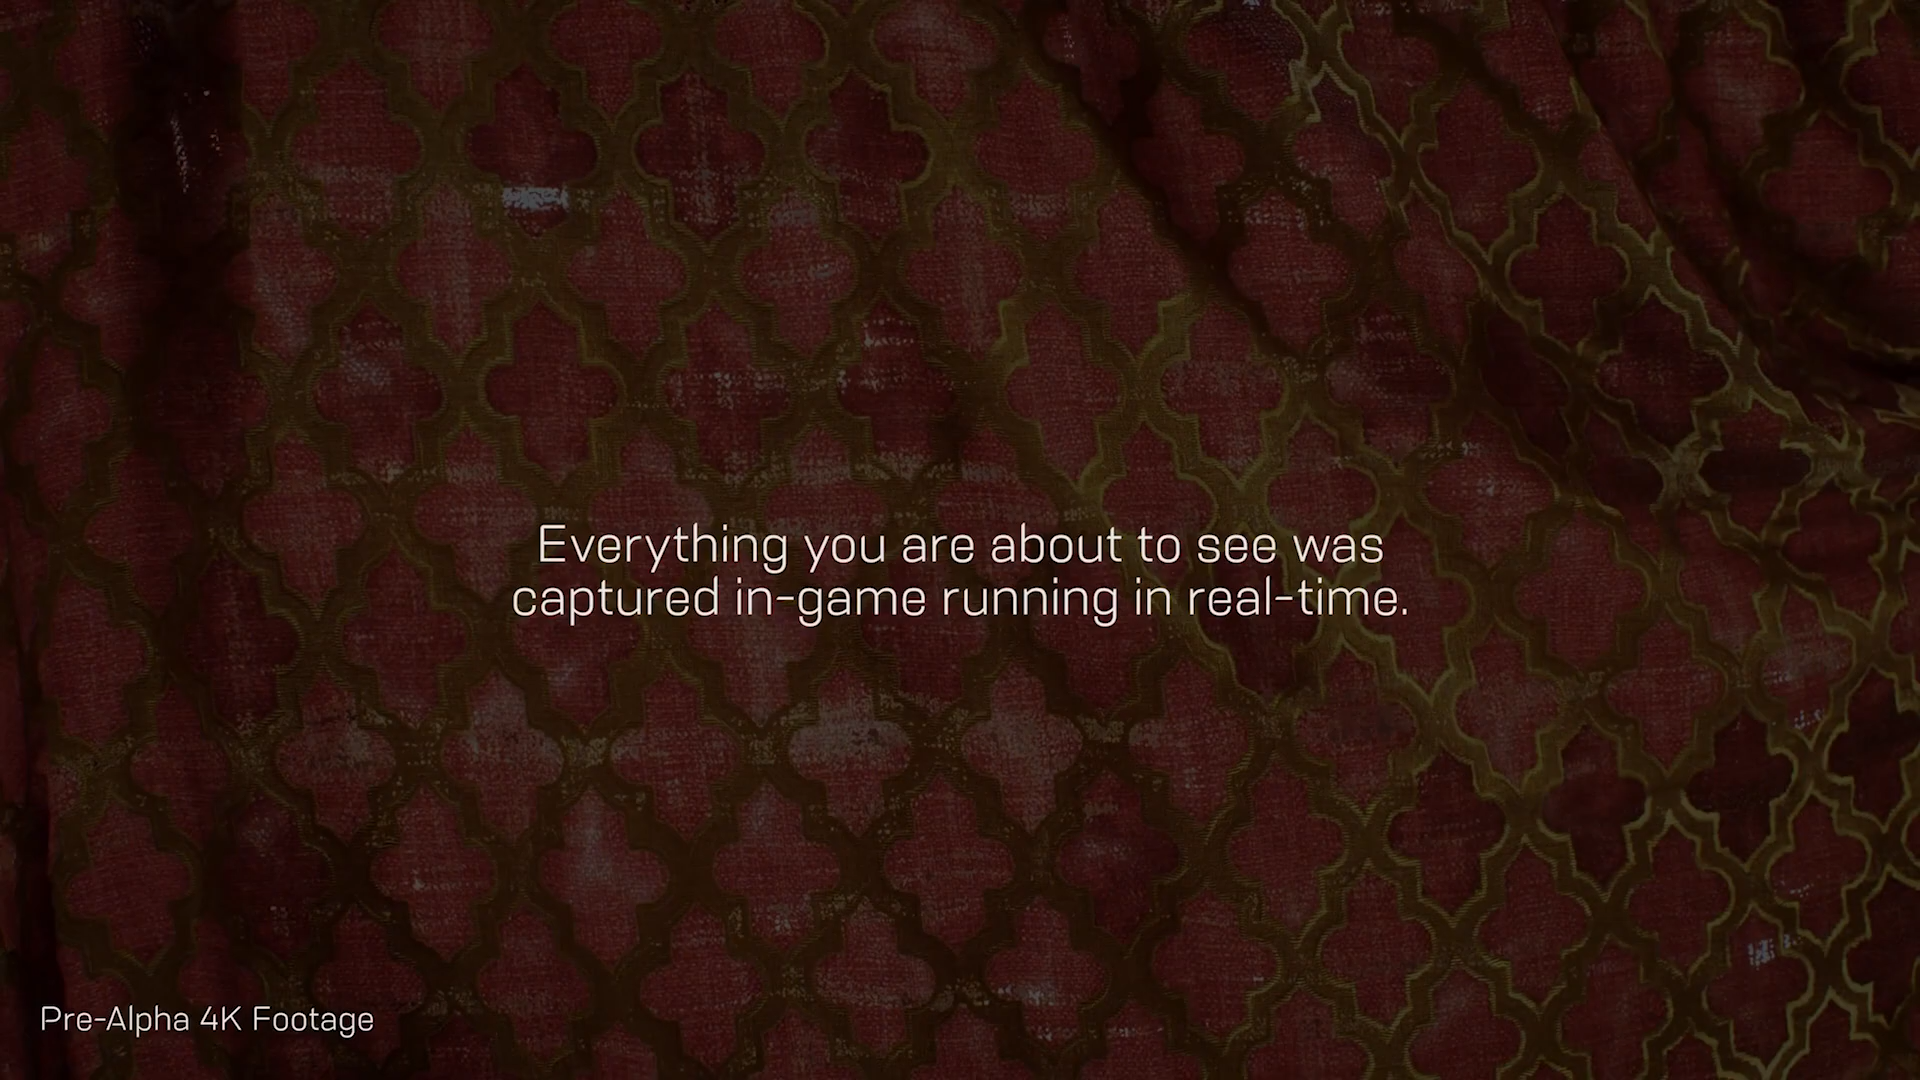 Everything you are about to see was
captured in-game running in real-time.
Pre-Alpha 4K Footage